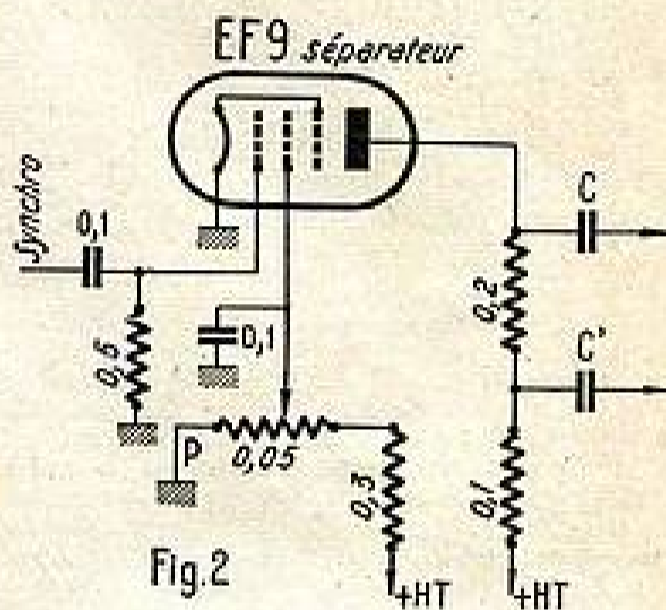 EF9 séparateur
Synchro
0,1
C
0,2
0,5
0,1
C'
P
0,05
0,3
0,1
Fig.2
+HT
+HT